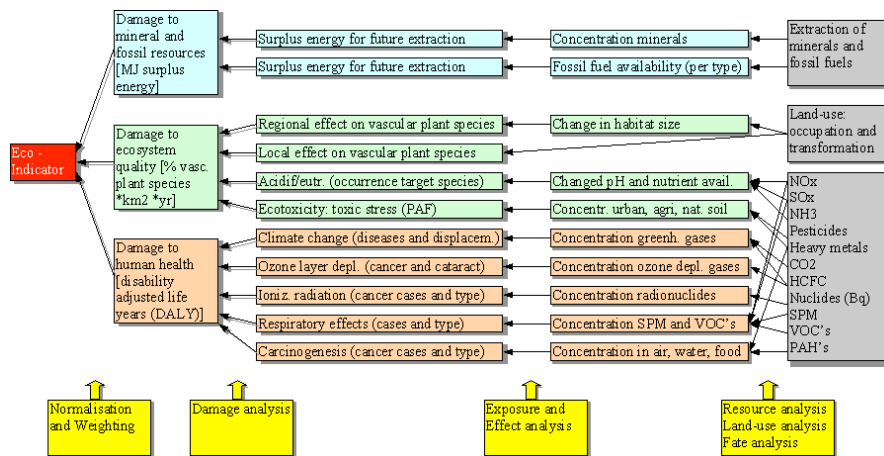 Damage to
mineral and
fossil resources
[MJ surplus
energy]
Surplus energy for future extraction
Concentration minerals
Surplus energy for future extraction
Fossil fuel availability (per type)
Extraction of
minerals and
fossil fuels
Eco -
Indicator
Damage to
ecosystem
quality [% vasc.
plant species
*km2 *yr]
Regional effect on vascular plant species
Change in habitat size
Local effect on vascular plant species
Acidif/eutr. (occurrence target species)
Changed pH and nutrient avail.
Ecotoxicity: toxic stress (PAF)
Concentr. urban, agri, nat. soil
Land-use:
occupation and
transformation
Damage to
human health
[disability
adjusted life
years (DALY)]
Climate change (diseases and displacem.)
Concentration greenh. gases
Ozone layer depl. (cancer and cataract)
Concentration ozone depl. gases
Ioniz. radiation (cancer cases and type)
Concentration radionuclides
Respiratory effects (cases and type)
Concentration SPM and VOC's
Carcinogenesis (cancer cases and type)
Concentration in air, water, food
NOx
SOx
NH3
Pesticides
Heavy metals
CO2
HCFC
Nuclides (Bq)
SPM
VOC's
PAH's
Normalisation
and Weighting
Damage analysis
Exposure and
Effect analysis
Resource analysis
Land-use analysis
Fate analysis